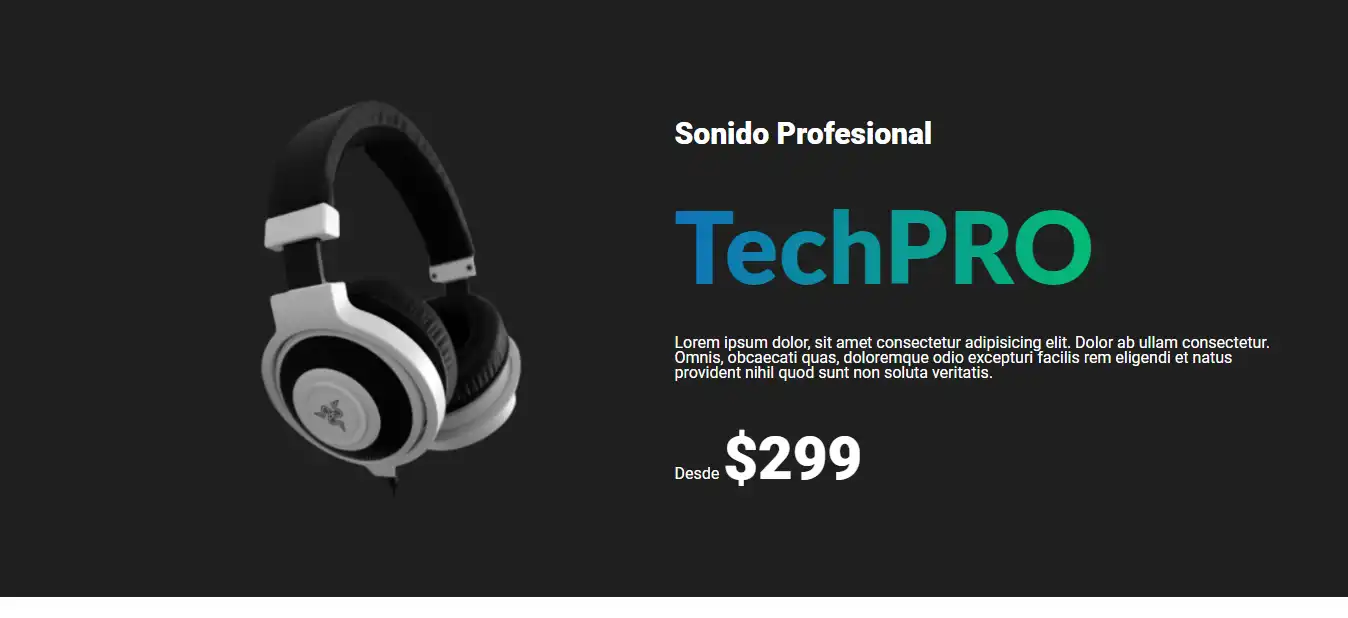 Sonido Profesional
TechPRO
Lorem ipsum dolor, sit amet consectetur adipisicing elit. Dolor ab ullam consectetur.
Omnis, obcaecati quas, doloremque odio excepturi facilis rem eligendi et natus
provident nihil quod sunt non soluta veritatis.
Desde $299